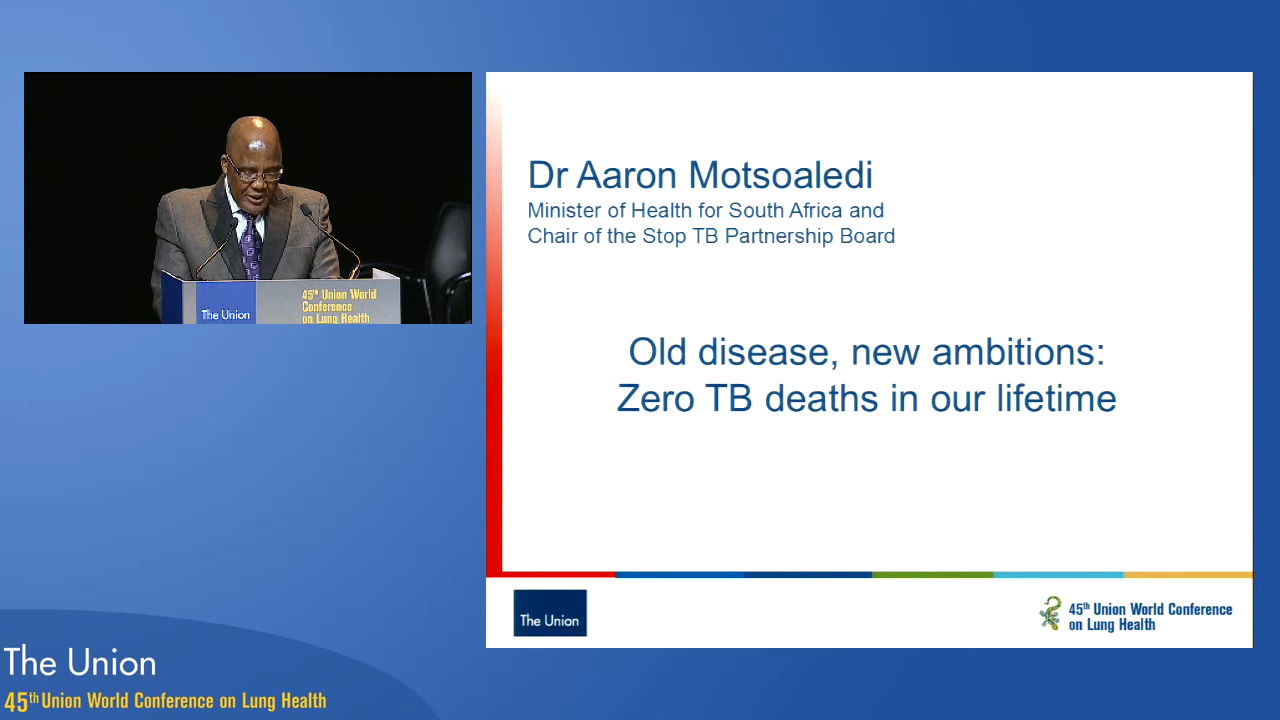 The Union
45th Union World
Conference
on Lung Health
Dr Aaron Motsoaledi
Minister of Health for South Africa and
Chair of the Stop TB Partnership Board
Old disease, new ambitions:
Zero TB deaths in our lifetime
The Union
45th Union World Conference
on Lung Health
The Union
45th Union World Conference on Lung Health